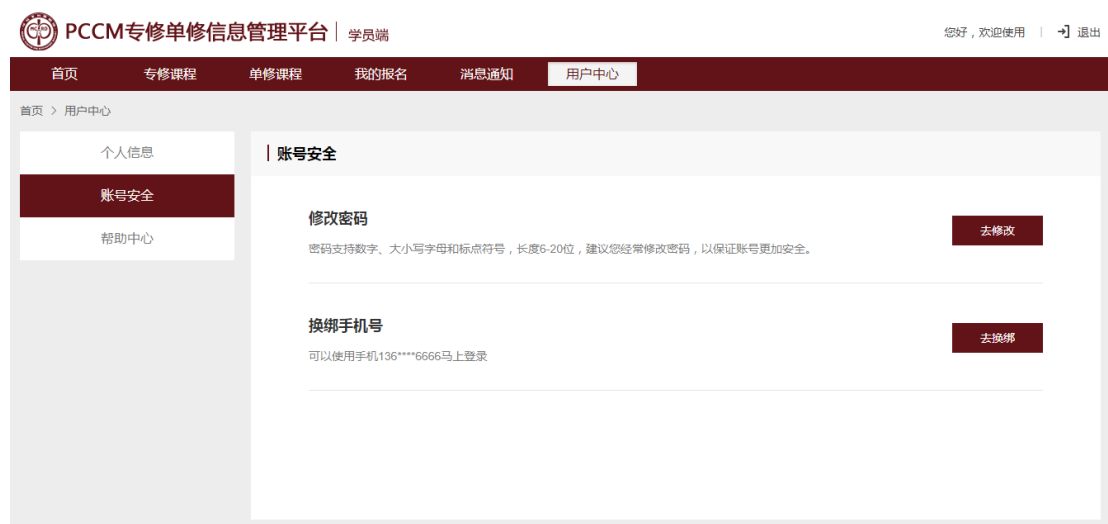 PCCM专修单修信息管理平台 学员端 您好，欢迎使用 退出
首页 专修课程 单修课程 我的报名 消息通知 用户中心
首页 > 用户中心
个人信息
账号安全
帮助中心
账号安全
修改密码
密码支持数字、大小写字母和标点符号，长度6-20位，建议您经常修改密码，以保证账号更加安全。
去修改
换绑手机号
可以使用手机136****6666马上登录
去换绑